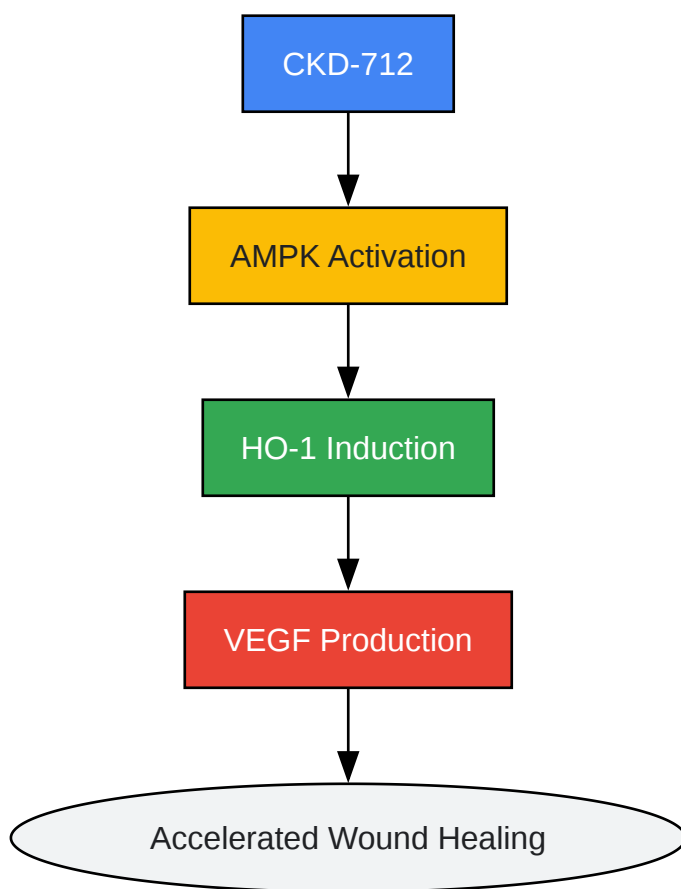 CKD-712
AMPK Activation
HO-1 Induction
VEGF Production
Accelerated Wound Healing